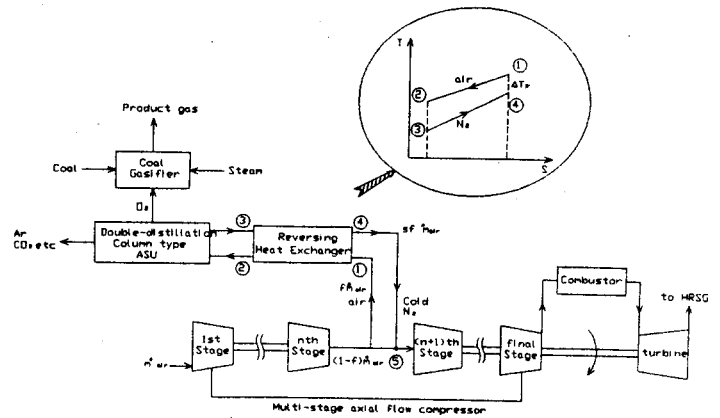 T
①
air
②
ΔTr
④
③
N₂
S
Product gas
Coal
Coal
Gasifier
Steam
O₂
Ar
CO₂ etc
Double-distillation
Column type
ASU
③
②
Reversing
Heat Exchanger
④
①
sf ṁair
fṁair
air
Cold
N₂
Combustor
to HRSG
1st
Stage
nth
Stage
(n+1)th
Stage
final
Stage
turbine
ṁair
(1-f)ṁair
⑤
Multi-stage axial flow compressor